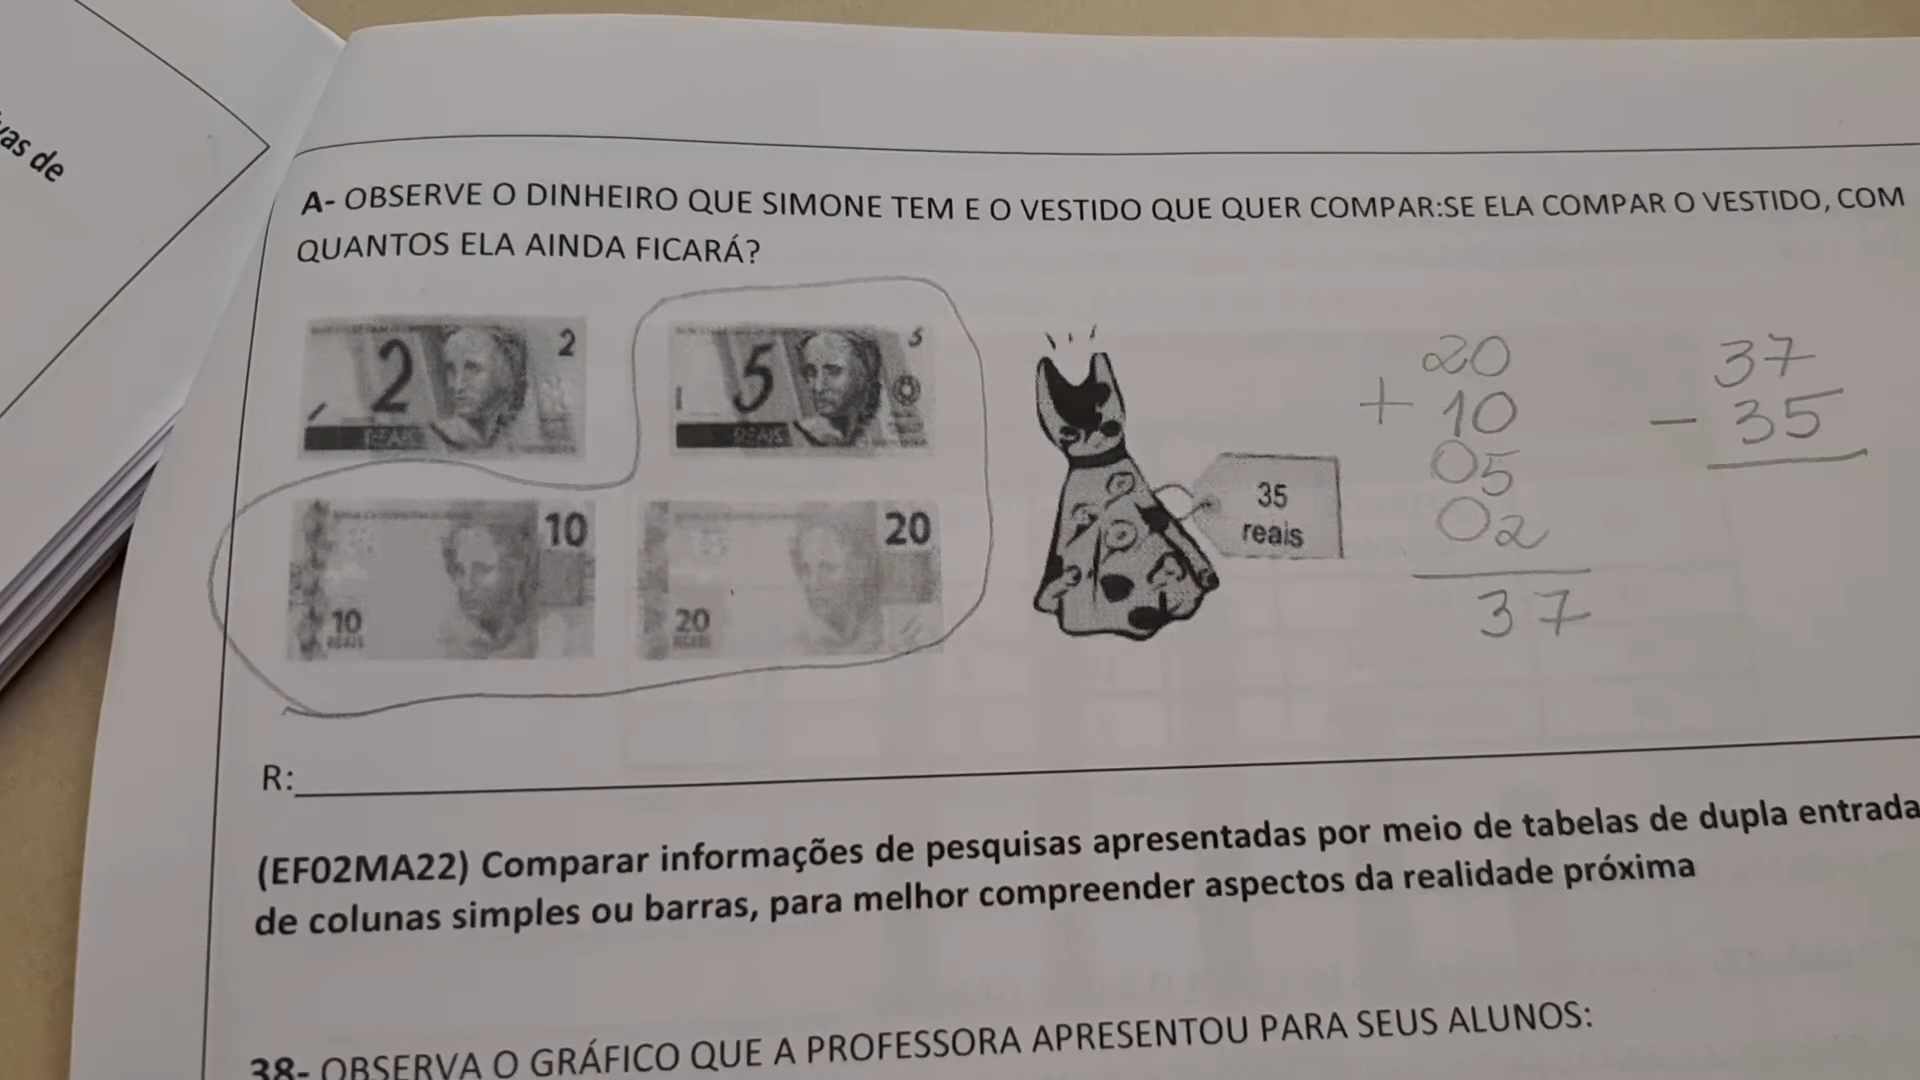 vas de
A- OBSERVE O DINHEIRO QUE SIMONE TEM E O VESTIDO QUE QUER COMPAR:SE ELA COMPAR O VESTIDO, COM
QUANTOS ELA AINDA FICARÁ?
2 2
REAIS
5 5
REAIS
10
10
REAIS
20
20
REAIS
35
reais
20
+ 10
05
02
37
37
- 35
R:
(EF02MA22) Comparar informações de pesquisas apresentadas por meio de tabelas de dupla entrada
de colunas simples ou barras, para melhor compreender aspectos da realidade próxima
38- OBSERVA O GRÁFICO QUE A PROFESSORA APRESENTOU PARA SEUS ALUNOS: